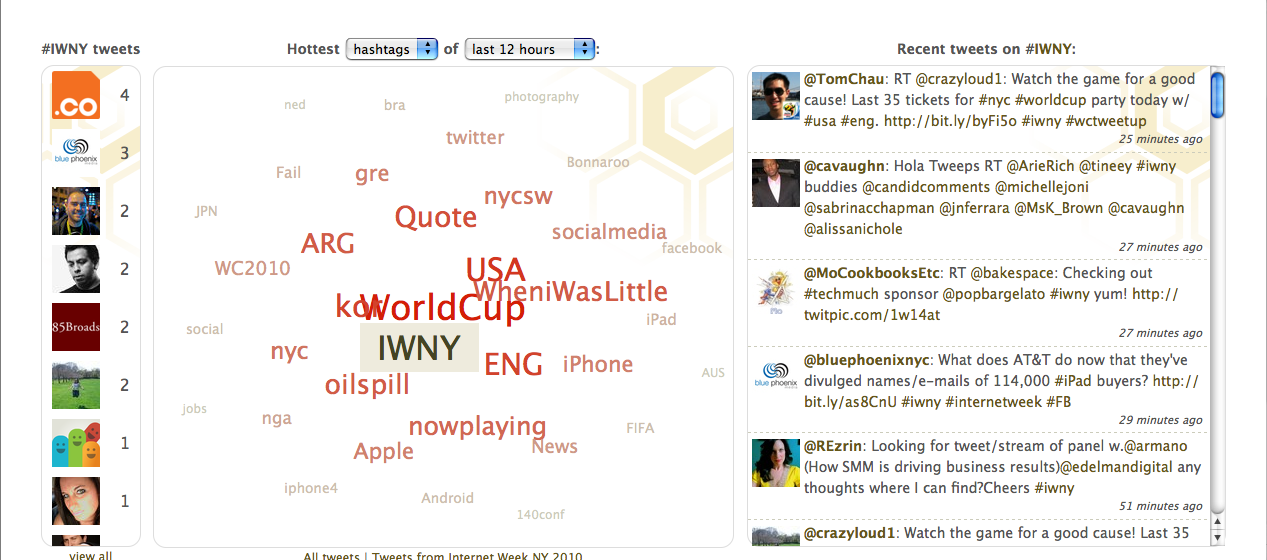 #IWNY tweets
4
.co
3
blue phoenix
2
2
85Broads
2
2
1
1
view all
Hottest hashtags of last 12 hours :
ned
bra
photography
twitter
Fail
gre
Bonnaroo
nycsw
JPN
Quote
ARG
socialmedia
facebook
WC2010
USA
WheniWasLittle
kor
WorldCup
iPad
social
nyc
IWNY
ENG
iPhone
AUS
oilspill
jobs
nga
nowplaying
FIFA
Apple
News
iphone4
Android
140conf
All tweets | Tweets from Internet Week NY 2010
Recent tweets on #IWNY:
@TomChau: RT @crazyloud1: Watch the game for a good
cause! Last 35 tickets for #nyc #worldcup party today w/
#usa #eng. http://bit.ly/byFi5o #iwny #wctweetup
25 minutes ago
@cavaughn: Hola Tweeps RT @ArieRich @tineey #iwny
buddies @candidcomments @michellejoni
@sabrinacchapman @jnferrara @MsK_Brown @cavaughn
@alissanichole
27 minutes ago
@MoCookbooksEtc: RT @bakespace: Checking out
#techmuch sponsor @popbargelato #iwny yum! http://
twitpic.com/1w14at
Mo
27 minutes ago
@bluephoenixnyc: What does AT&T do now that they've
divulged names/e-mails of 114,000 #iPad buyers? http://
blue phoenix
bit.ly/as8CnU #iwny #internetweek #FB
29 minutes ago
@REzrin: Looking for tweet/stream of panel w.@armano
(How SMM is driving business results)@edelmandigital any
thoughts where I can find?Cheers #iwny
51 minutes ago
@crazyloud1: Watch the game for a good cause! Last 35